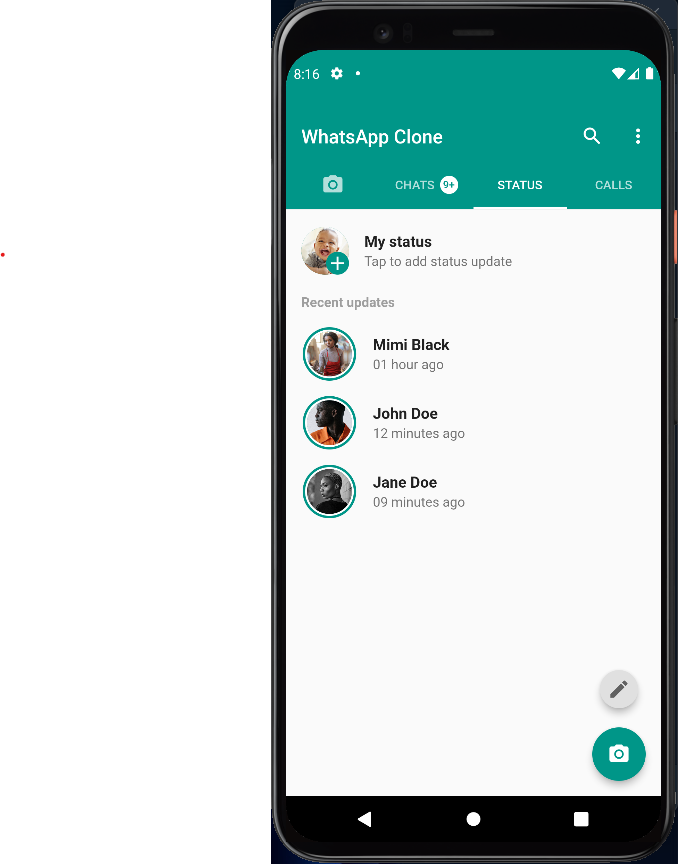 8:16
WhatsApp Clone
CHATS 9+ STATUS CALLS
My status
Tap to add status update
Recent updates
Mimi Black
01 hour ago
John Doe
12 minutes ago
Jane Doe
09 minutes ago